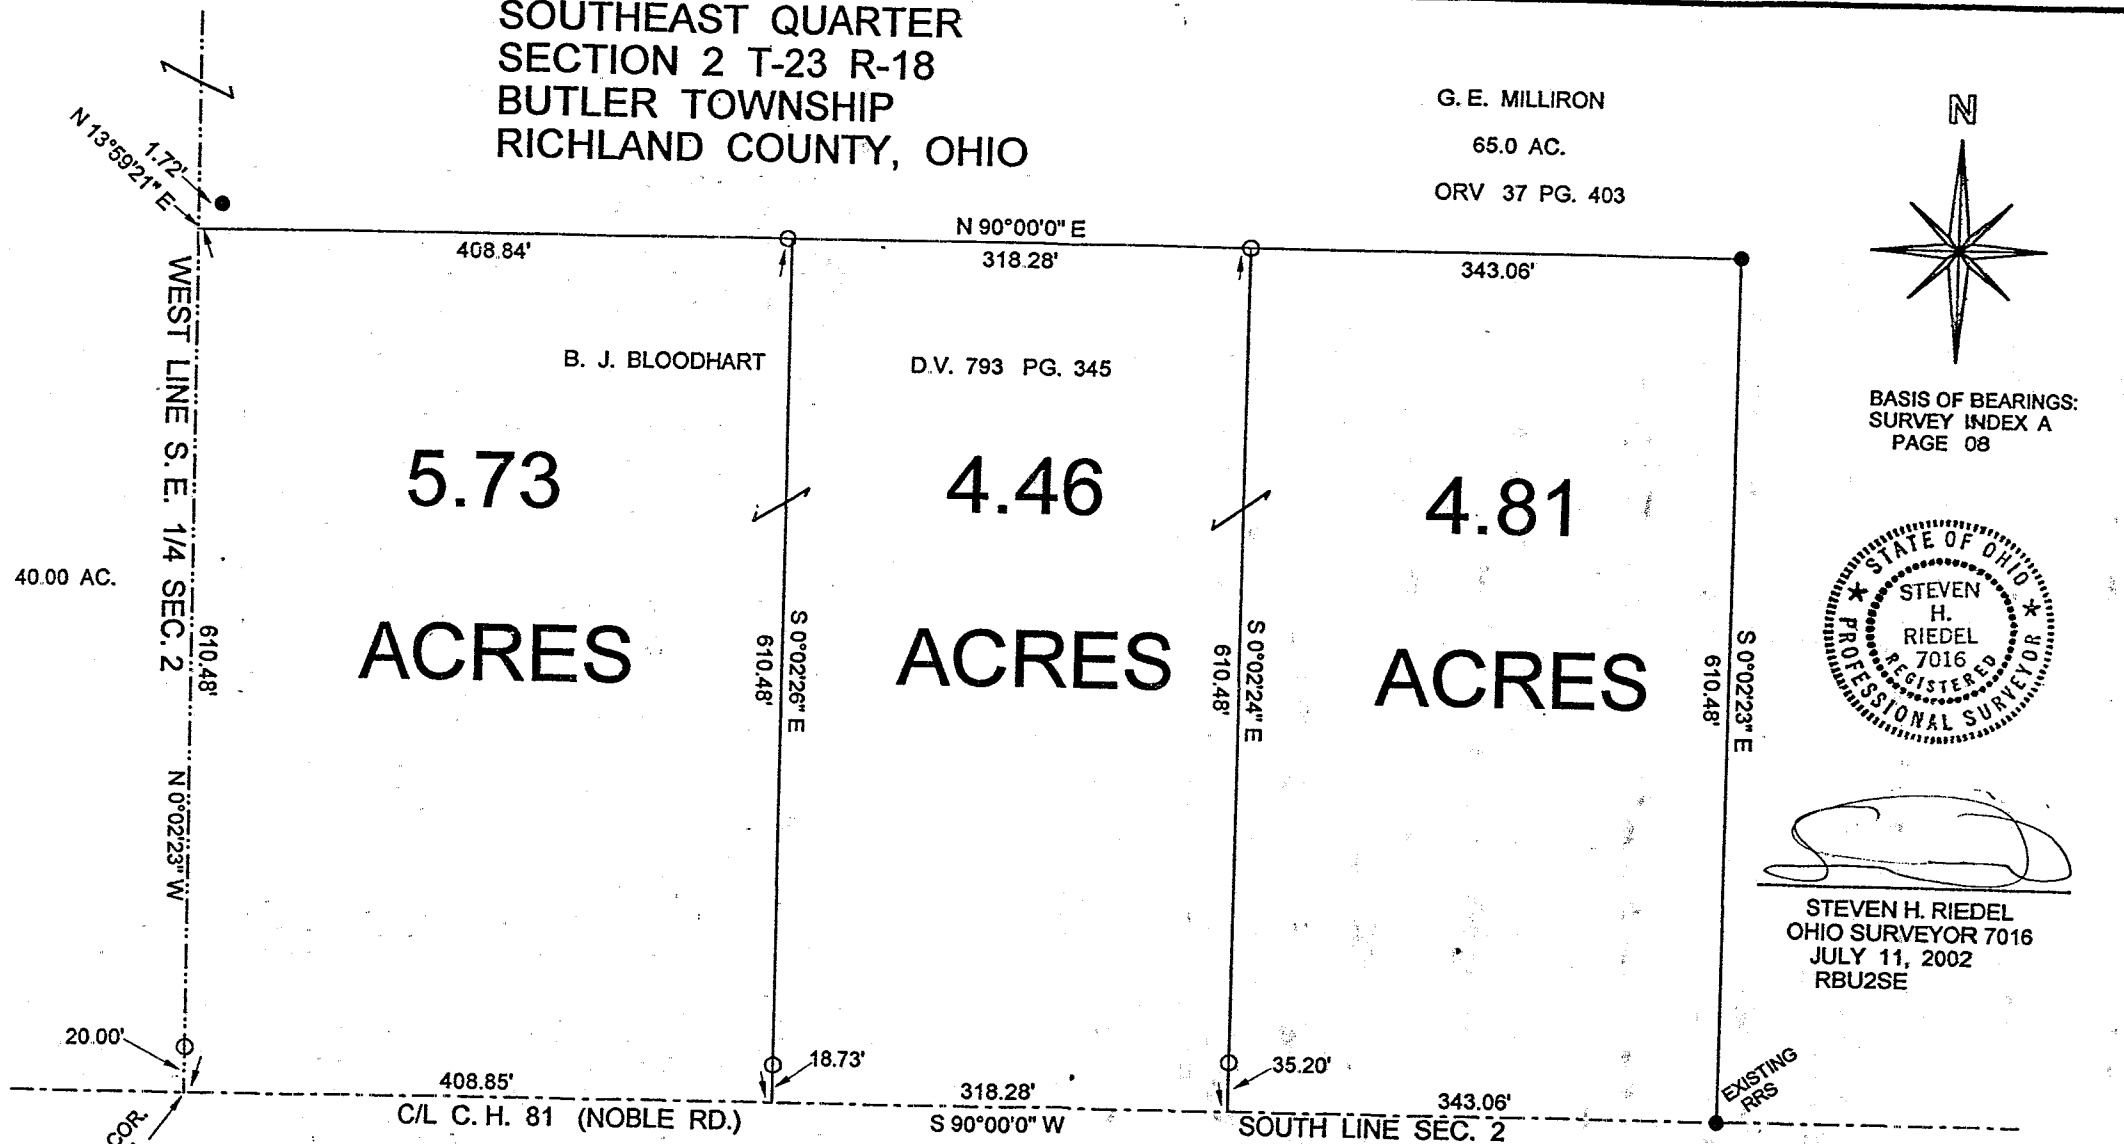 SOUTHEAST QUARTER
SECTION 2 T-23 R-18
BUTLER TOWNSHIP
RICHLAND COUNTY, OHIO
G. E. MILLIRON
65.0 AC.
ORV 37 PG. 403
N
1.72'
N 13°59'21" E
N 90°00'0" E
408.84'
318.28'
343.06'
B. J. BLOODHART
D.V. 793 PG. 345
BASIS OF BEARINGS:
SURVEY INDEX A
PAGE 08
5.73
ACRES
4.46
ACRES
4.81
ACRES
40.00 AC.
WEST LINE S. E. 1/4 SEC. 2
610.48'
N 0°02'23" W
S 0°02'26" E
610.48'
S 0°02'24" E
610.48'
S 0°02'23" E
610.48'
STATE OF OHIO
STEVEN
H.
RIEDEL
7016
REGISTERED
PROFESSIONAL SURVEYOR
STEVEN H. RIEDEL
OHIO SURVEYOR 7016
JULY 11, 2002
RBU2SE
20.00'
18.73'
35.20'
EXISTING
RRS
408.85'
318.28'
343.06'
C/L C. H. 81 (NOBLE RD.)
S 90°00'0" W
SOUTH LINE SEC. 2
COR.